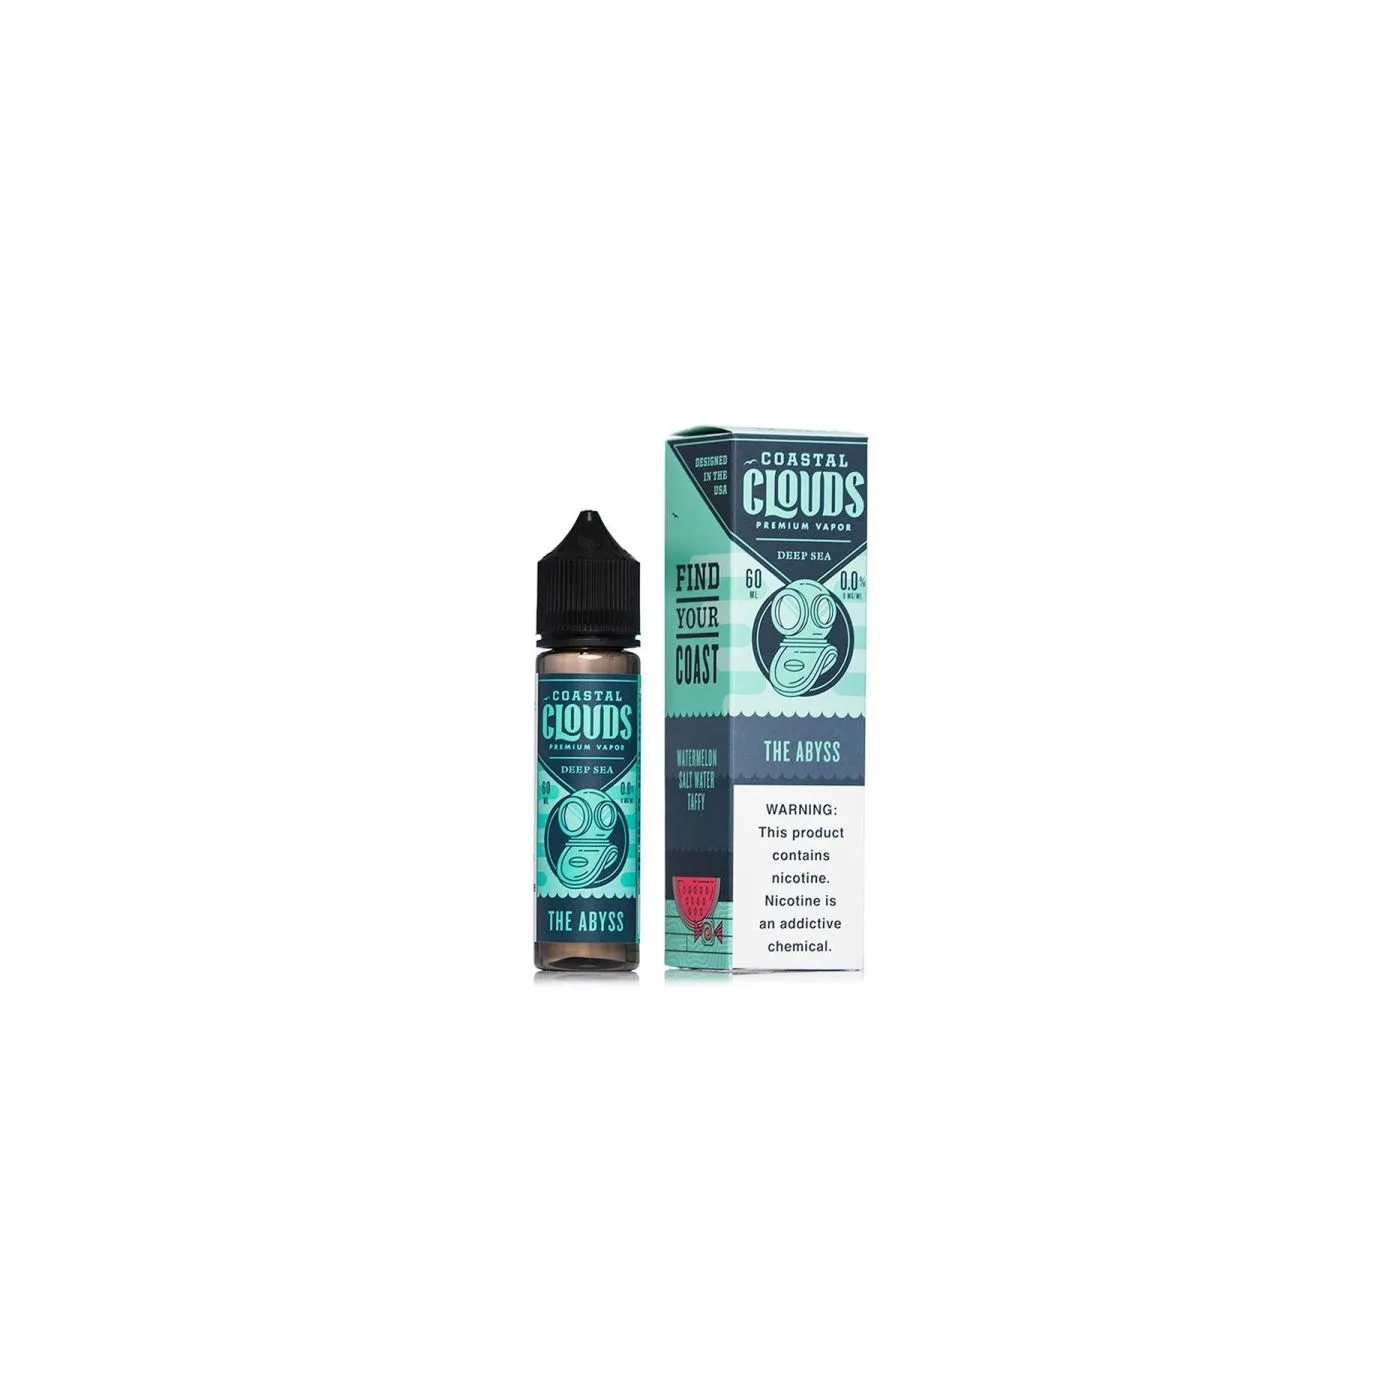 COASTAL
CLOUDS
PREMIUM VAPOR
DEEP SEA
60
ML
0.0%
THE ABYSS
DESIGNED
IN THE
USA
FIND
YOUR
COAST
WATERMELON
SALT WATER
TAFFY
COASTAL
CLOUDS
PREMIUM VAPOR
DEEP SEA
60
ML
0.0%
0 MG/ML
THE ABYSS
WARNING:
This product
contains
nicotine.
Nicotine is
an addictive
chemical.